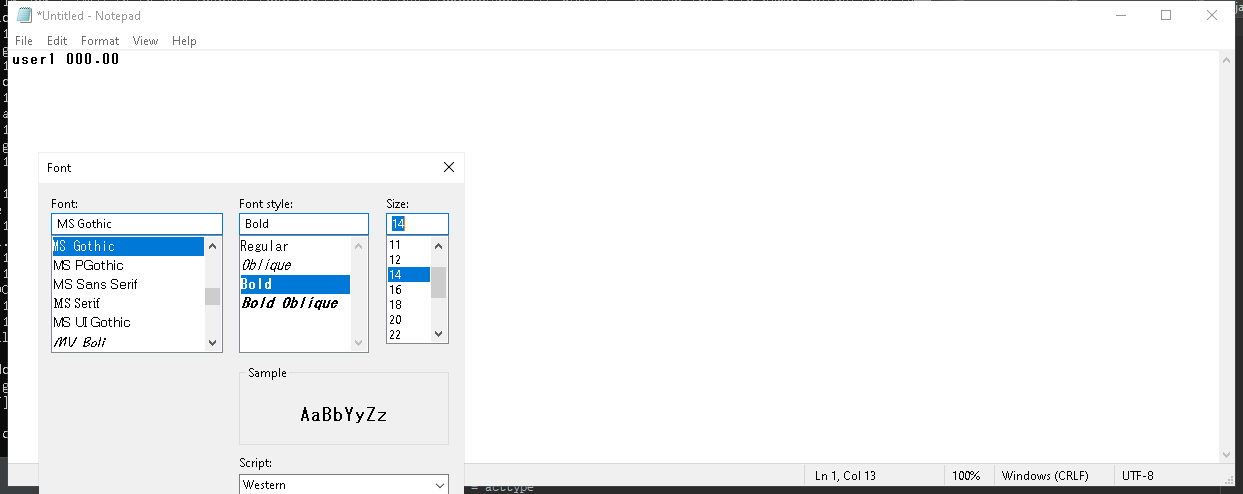 *Untitled - Notepad
File Edit Format View Help
user1 000.00
Font
Font: Font style: Size:
MS Gothic Bold 14
MS Gothic Regular 11
MS PGothic Oblique 12
MS Sans Serif Bold 14
MS Serif Bold Oblique 16
MS UI Gothic 18
MV Boli 20
22
Sample
AaBbYyZz
Script:
Western
Ln 1, Col 13 100% Windows (CRLF) UTF-8
= acctype